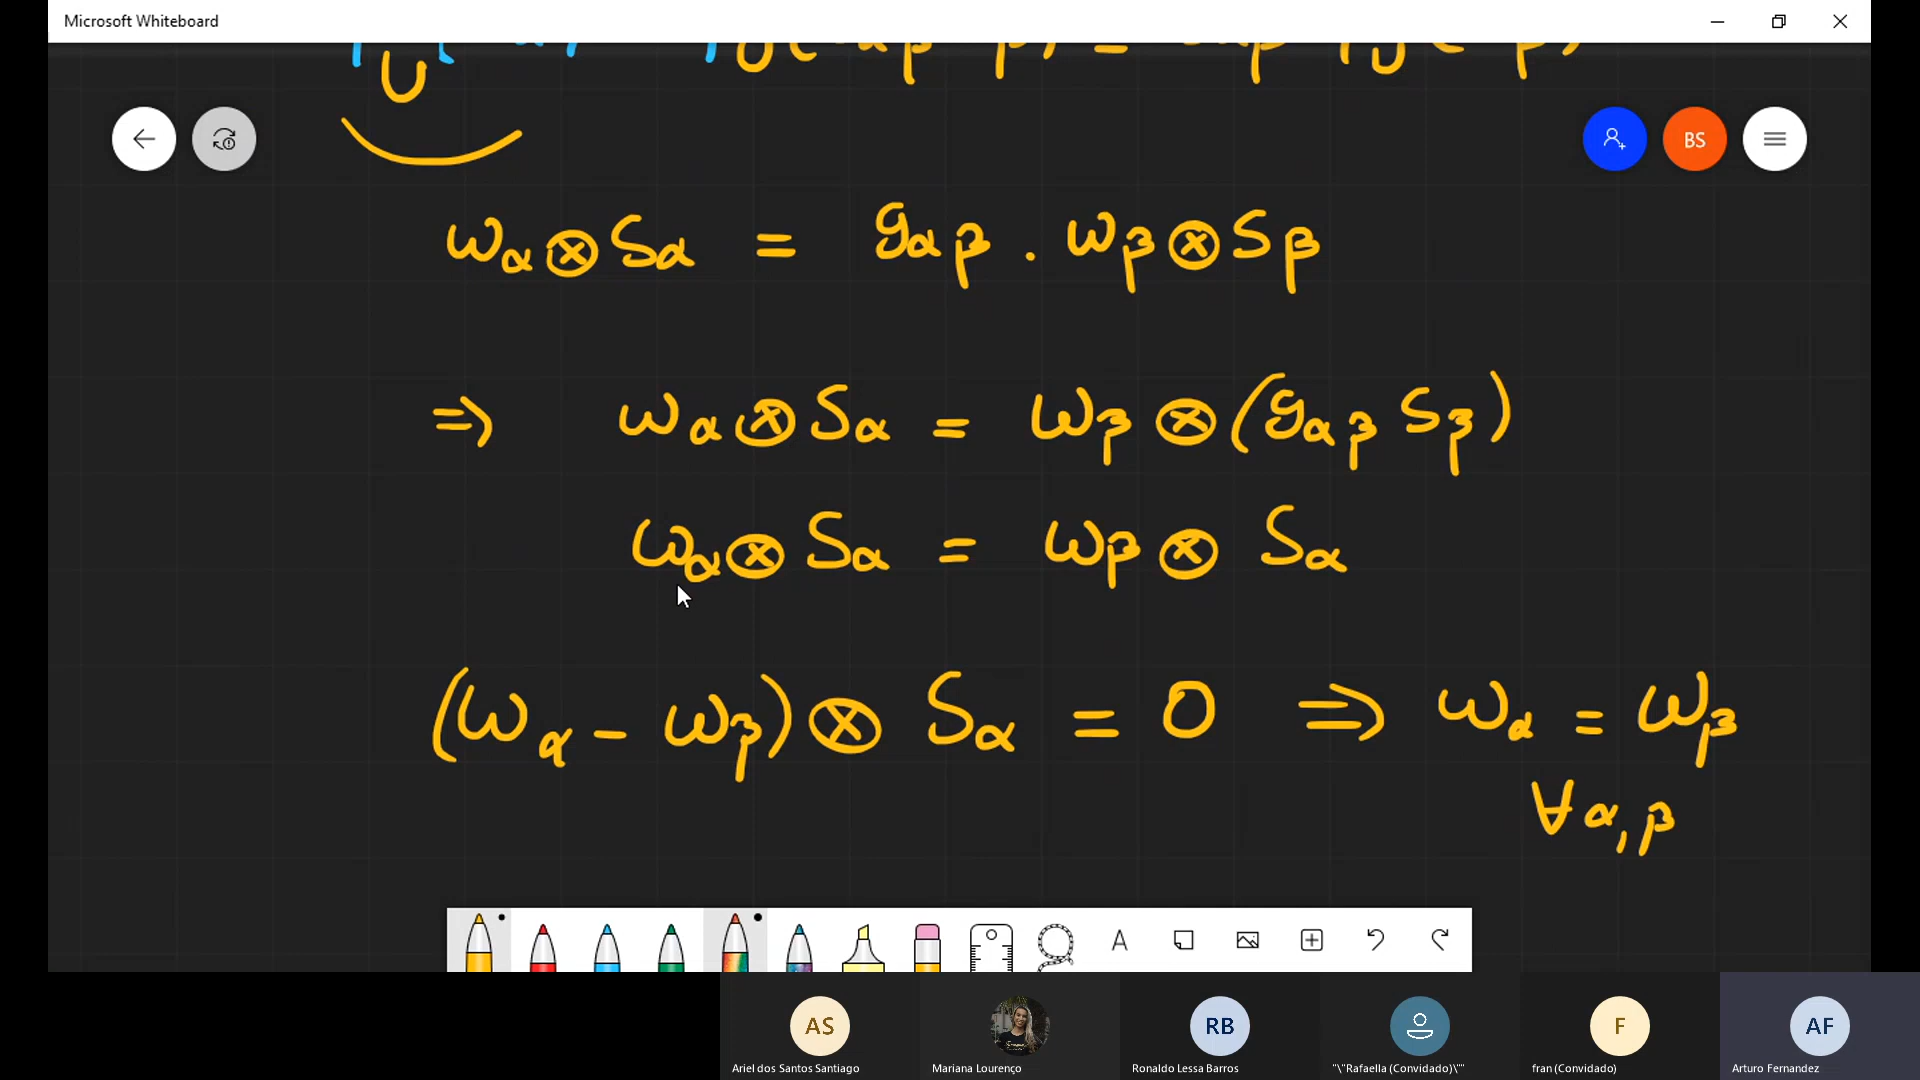 Microsoft Whiteboard
BS
ωα ⊗ Sα = gαβ . ωβ ⊗ Sβ
⇒ ωα ⊗ Sα = ωβ ⊗ (gαβ Sβ)
ωα ⊗ Sα = ωβ ⊗ Sα
(ωα - ωβ) ⊗ Sα = 0 ⇒ ωα = ωβ
∀α,β
A
AS
RB
F
AF
Ariel dos Santos Santiago
Mariana Lourenço
Ronaldo Lessa Barros
"\"Rafaella (Convidado)\""
fran (Convidado)
Arturo Fernandez